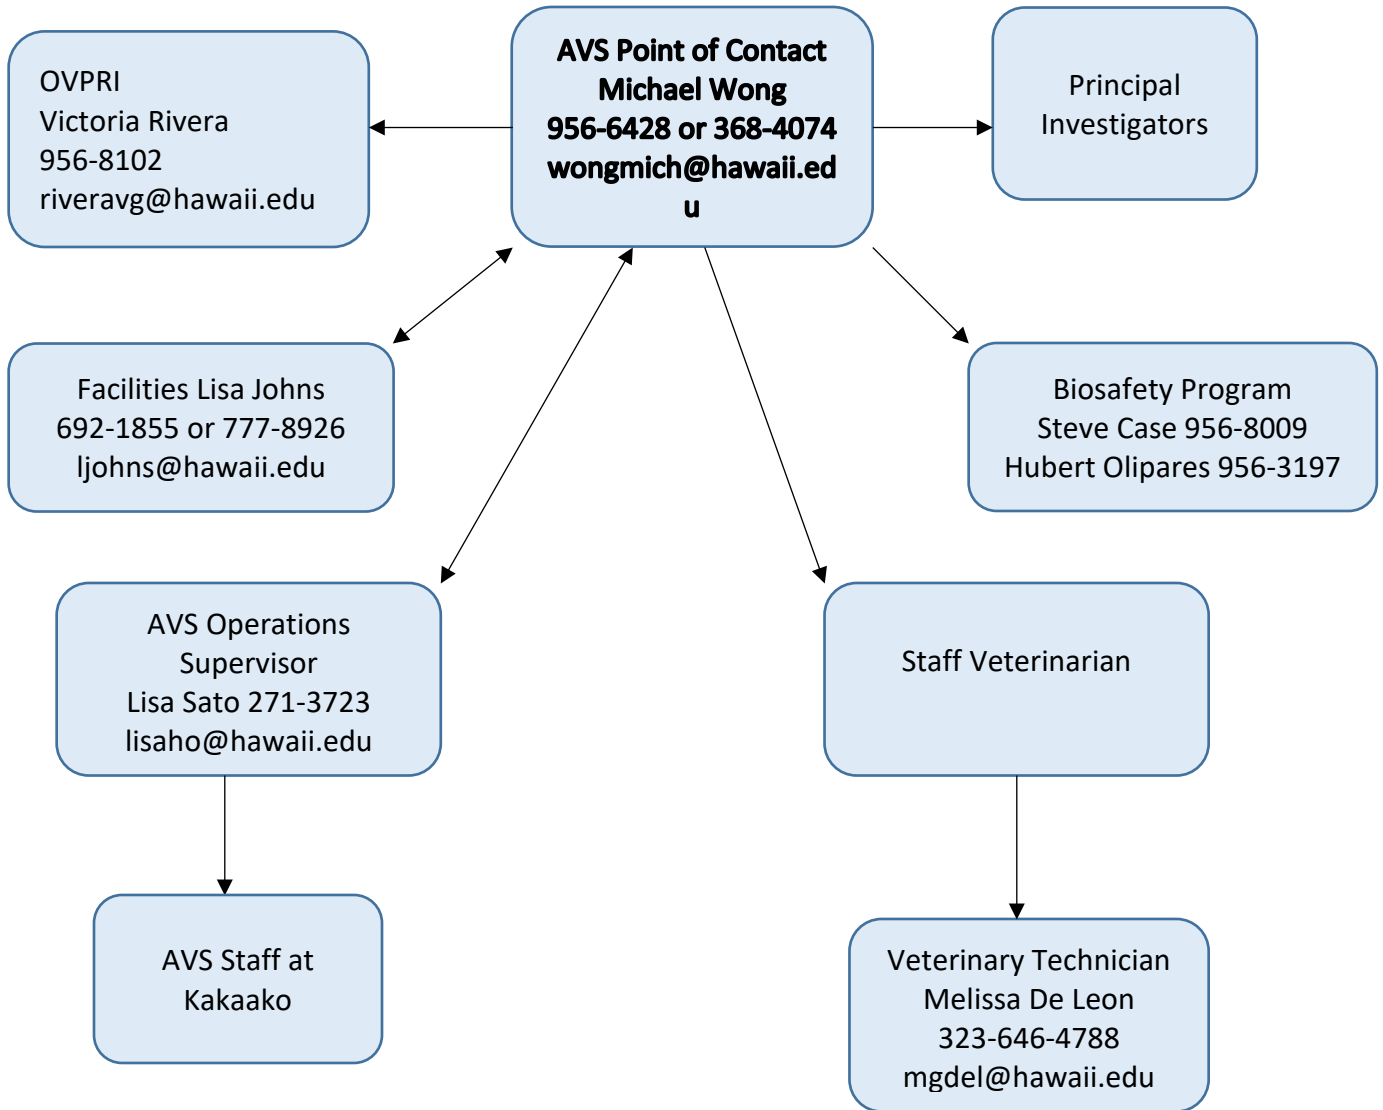 OVPRI
Victoria Rivera
956-8102
riveravg@hawaii.edu
AVS Point of Contact
Michael Wong
956-6428 or 368-4074
wongmich@hawaii.ed
u
Principal
Investigators
Facilities Lisa Johns
692-1855 or 777-8926
ljohns@hawaii.edu
Biosafety Program
Steve Case 956-8009
Hubert Olipares 956-3197
AVS Operations
Supervisor
Lisa Sato 271-3723
lisaho@hawaii.edu
Staff Veterinarian
AVS Staff at
Kakaako
Veterinary Technician
Melissa De Leon
323-646-4788
mgdel@hawaii.edu